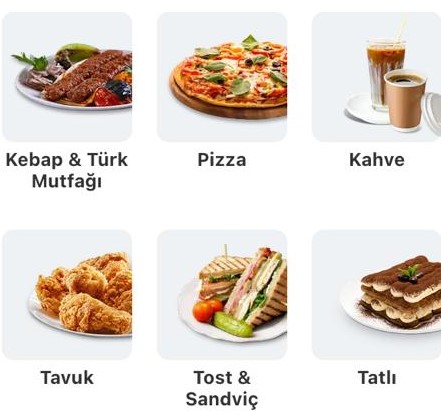 Kebap & Türk
Mutfağı
Pizza
Kahve
Tavuk
Tost &
Sandviç
Tatlı